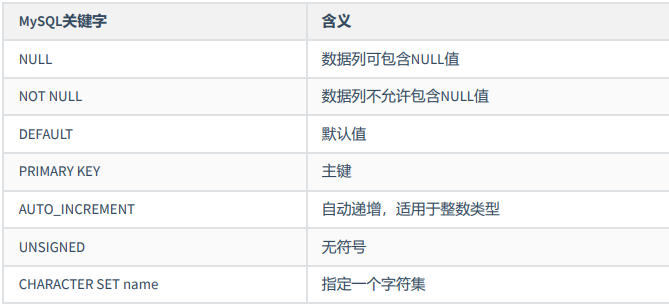 MySQL关键字 含义
NULL 数据列可包含NULL值
NOT NULL 数据列不允许包含NULL值
DEFAULT 默认值
PRIMARY KEY 主键
AUTO_INCREMENT 自动递增，适用于整数类型
UNSIGNED 无符号
CHARACTER SET name 指定一个字符集